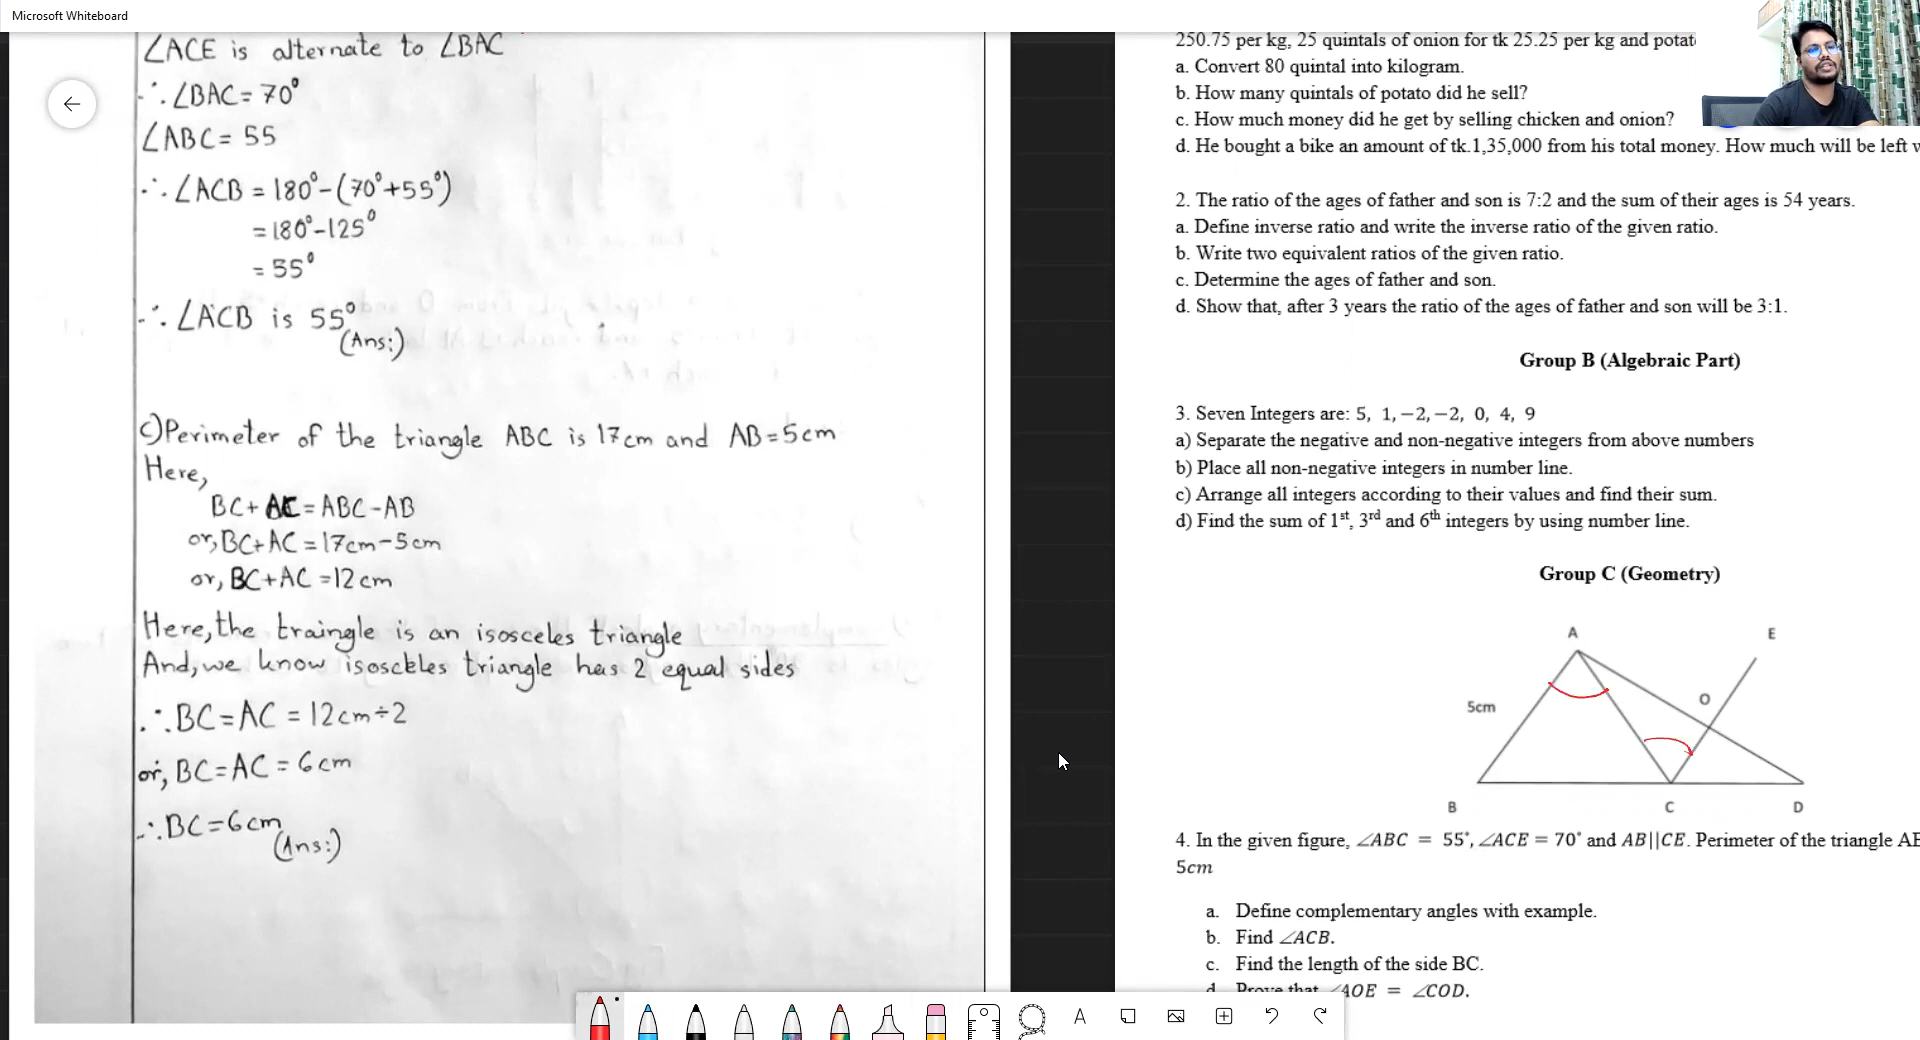 Microsoft Whiteboard
∠ACE is alternate to ∠BAC
∴ ∠BAC = 70°
∠ABC = 55
∴ ∠ACB = 180°-(70°+55°)
= 180°-125°
= 55°
∴ ∠ACB is 55°
(Ans:)
c) Perimeter of the triangle ABC is 17cm and AB=5cm
Here,
BC+AC = ABC-AB
or, BC+AC = 17cm-5cm
or, BC+AC = 12cm
Here, the traingle is an isosceles triangle
And, we know isosckles triangle has 2 equal sides
∴ BC=AC = 12cm÷2
or, BC=AC = 6cm
∴ BC=6cm
(Ans:)
250.75 per kg, 25 quintals of onion for tk 25.25 per kg and potat
a. Convert 80 quintal into kilogram.
b. How many quintals of potato did he sell?
c. How much money did he get by selling chicken and onion?
d. He bought a bike an amount of tk.1,35,000 from his total money. How much will be left
2. The ratio of the ages of father and son is 7:2 and the sum of their ages is 54 years.
a. Define inverse ratio and write the inverse ratio of the given ratio.
b. Write two equivalent ratios of the given ratio.
c. Determine the ages of father and son.
d. Show that, after 3 years the ratio of the ages of father and son will be 3:1.
Group B (Algebraic Part)
3. Seven Integers are: 5, 1, −2, −2, 0, 4, 9
a) Separate the negative and non-negative integers from above numbers
b) Place all non-negative integers in number line.
c) Arrange all integers according to their values and find their sum.
d) Find the sum of 1st, 3rd and 6th integers by using number line.
Group C (Geometry)
A E
5cm O
B C D
4. In the given figure, ∠ABC = 55°, ∠ACE = 70° and AB||CE. Perimeter of the triangle AB
5cm
a. Define complementary angles with example.
b. Find ∠ACB.
c. Find the length of the side BC.
d. Prove that ∠AOE = ∠COD.
A